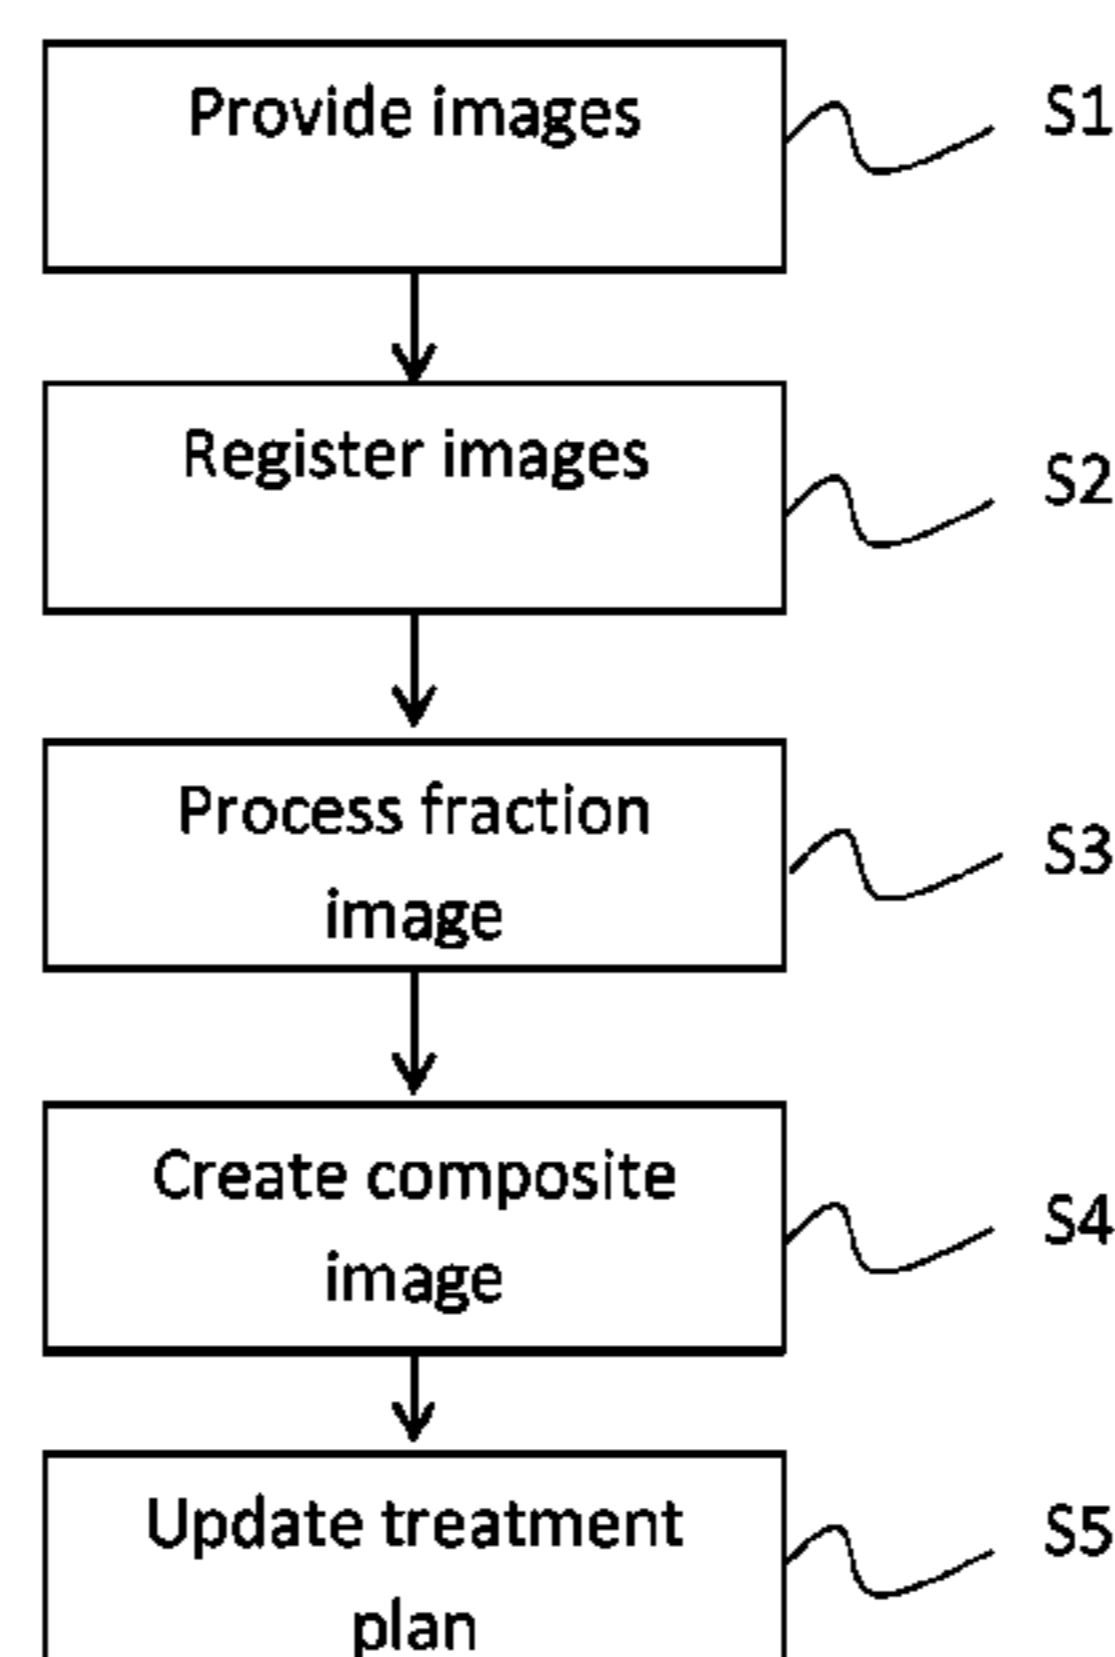 Provide images
S1
Register images
S2
Process fraction
image
S3
Create composite
image
S4
Update treatment
plan
S5